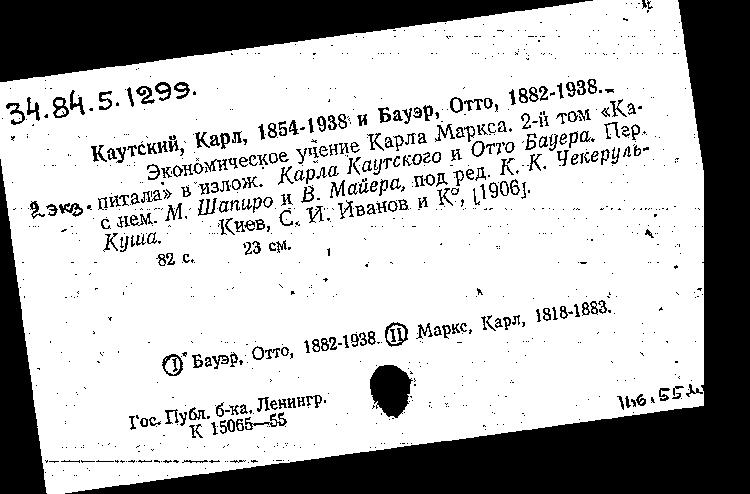 34.84.5.1299.
Каутский, Карл, 1854-1938 и Бауэр, Отто, 1882-1938.
Экономическое учение Карла Маркса. 2-й том «Ка-
2 экз. питала» в излож. Карла Каутского и Отто Бауера. Пер.
с нем. М. Шапиро и В. Майера, под ред. К. К. Чекеруль-
Куша. Киев, С. И. Иванов и К°, [1906].
82 с. 23 см.
I Бауэр, Отто, 1882-1938. II Маркс, Карл, 1818-1883.
Гос. Публ. б-ка. Ленингр.
К 15065—55